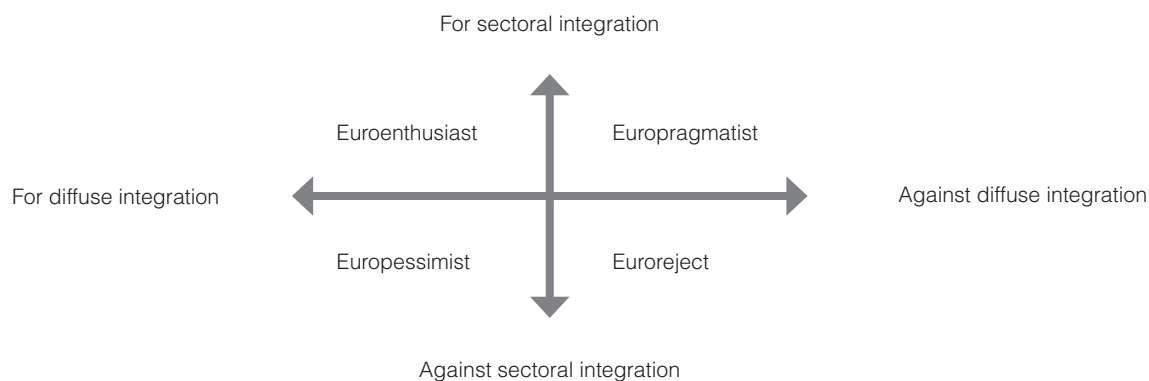 For sectoral integration
Euroenthusiast
Europragmatist
For diffuse integration
Against diffuse integration
Europessimist
Euroreject
Against sectoral integration